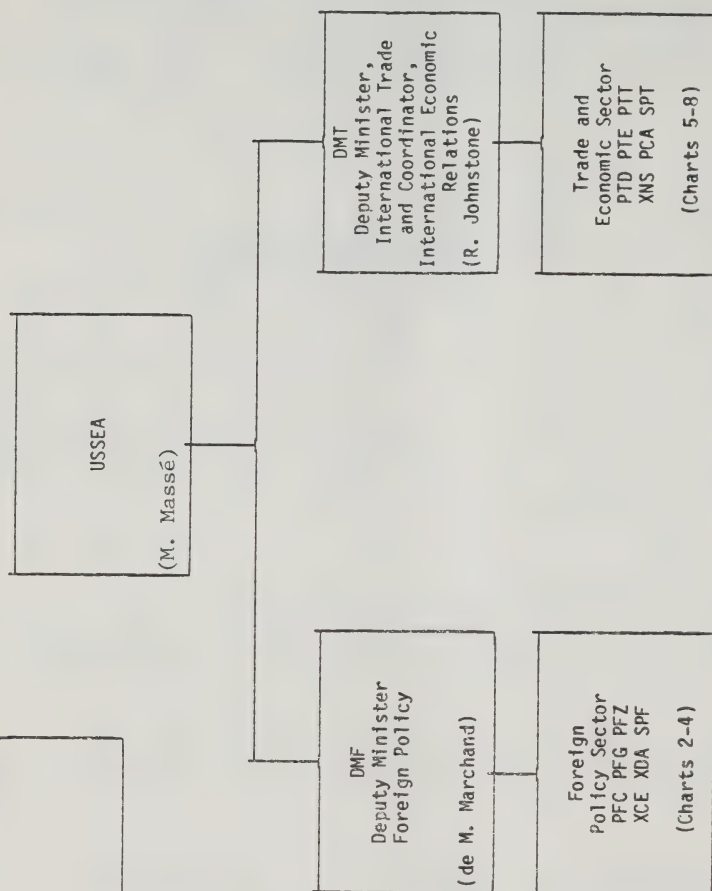 USSEA
(M. Massé)
DMF
Deputy Minister
Foreign Policy
(de M. Marchand)
DMT
Deputy Minister,
International Trade
and Coordinator,
International Economic
Relations
(R. Johnstone)
Foreign
Policy Sector
PFC PFG PFZ
XCE XDA SPF
(Charts 2-4)
Trade and
Economic Sector
PTD PTE PTT
XNS PCA SPT
(Charts 5-8)